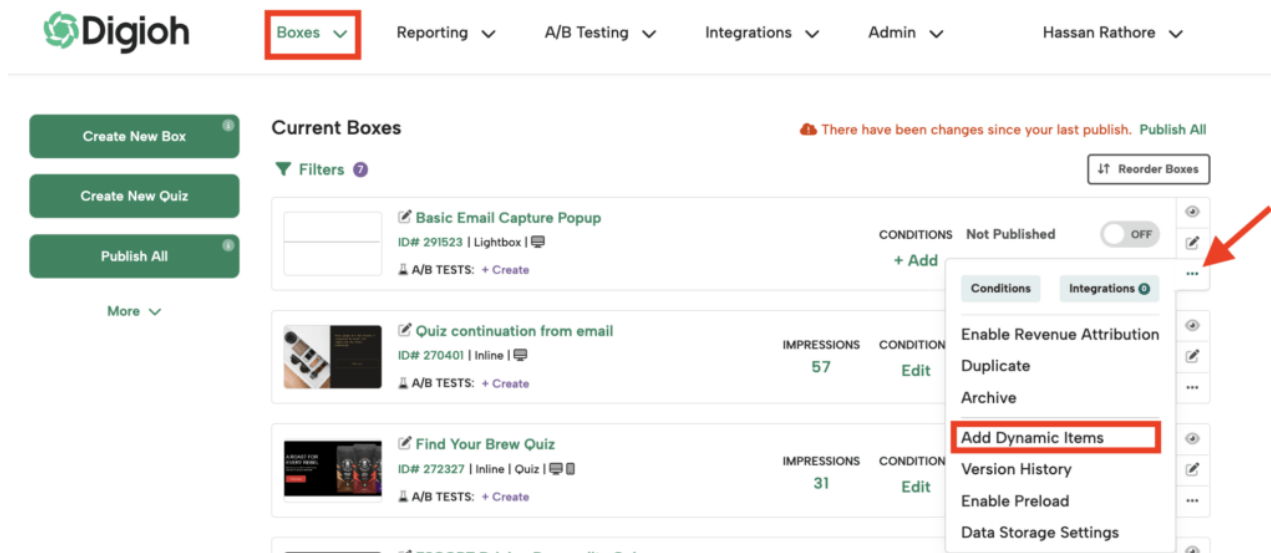 Digioh
Boxes
Reporting
A/B Testing
Integrations
Admin
Hassan Rathore
Create New Box
Create New Quiz
Publish All
More
Current Boxes
There have been changes since your last publish. Publish All
Filters 7
Reorder Boxes
Basic Email Capture Popup
ID# 291523 | Lightbox |
A/B TESTS: + Create
CONDITIONS
+ Add
Not Published
OFF
Conditions
Integrations 0
Enable Revenue Attribution
Duplicate
Archive
Add Dynamic Items
Version History
Enable Preload
Data Storage Settings
Quiz continuation from email
ID# 270401 | Inline |
A/B TESTS: + Create
IMPRESSIONS
57
CONDITION
Edit
Find Your Brew Quiz
ID# 272327 | Inline | Quiz |
A/B TESTS: + Create
IMPRESSIONS
31
CONDITION
Edit
A ROAST FOR
EVERY REBEL.